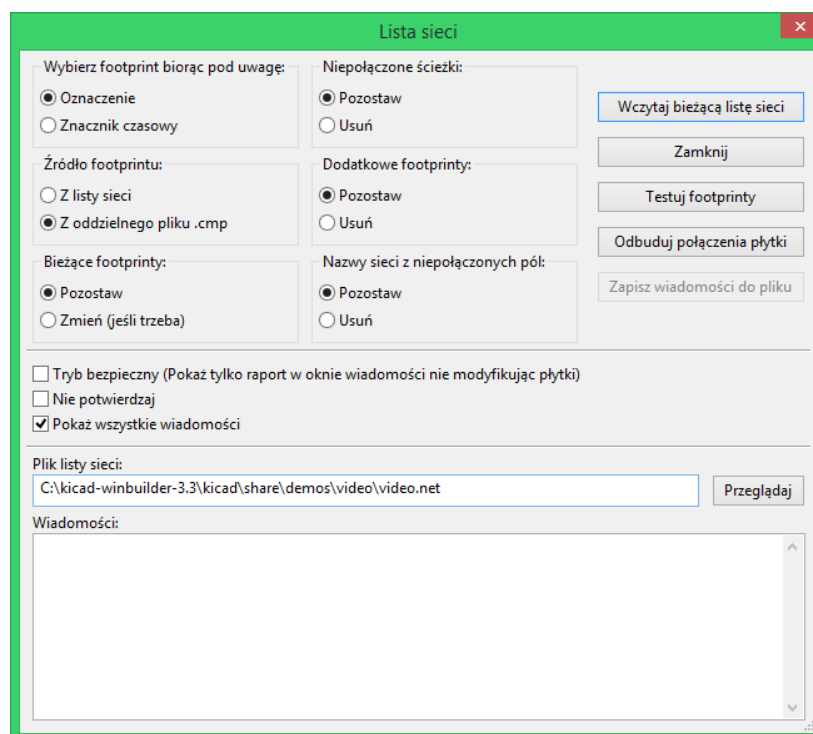 Lista sieci
Wybierz footprint biorąc pod uwagę:
Oznaczenie
Znacznik czasowy
Niepołączone ścieżki:
Pozostaw
Usuń
Źródło footprintu:
Z listy sieci
Z oddzielnego pliku .cmp
Dodatkowe footprinty:
Pozostaw
Usuń
Bieżące footprinty:
Pozostaw
Zmień (jeśli trzeba)
Nazwy sieci z niepołączonych pól:
Pozostaw
Usuń
Wczytaj bieżącą listę sieci
Zamknij
Testuj footprinty
Odbuduj połączenia płytki
Zapisz wiadomości do pliku
Tryb bezpieczny (Pokaż tylko raport w oknie wiadomości nie modyfikując płytki)
Nie potwierdzaj
Pokaż wszystkie wiadomości
Plik listy sieci:
C:\kicad-winbuilder-3.3\kicad\share\demos\video\video.net
Przeglądaj
Wiadomości: